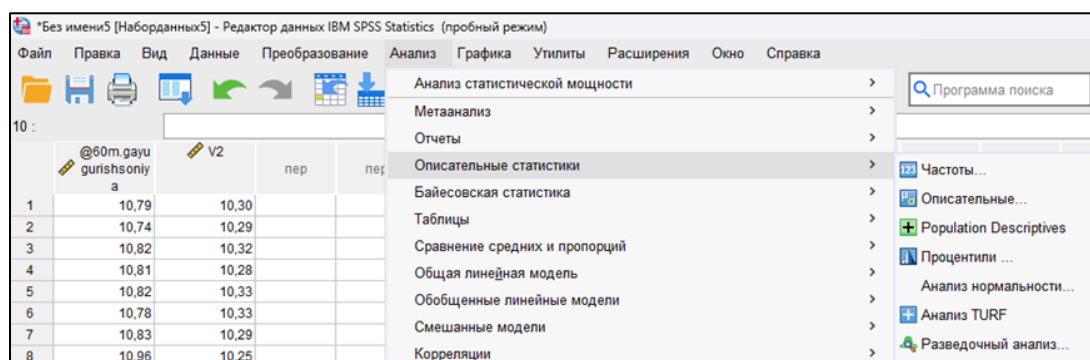 *Без имени5 [Наборданных5] - Редактор данных IBM SPSS Statistics (пробный режим)
Файл Правка Вид Данные Преобразование Анализ Графика Утилиты Расширения Окно Справка
Программа поиска
10 :
@60m.gayu
gurishsoniy
a
V2
пер
пер
1 10,79 10,30
2 10,74 10,29
3 10,82 10,32
4 10,81 10,28
5 10,82 10,33
6 10,78 10,33
7 10,83 10,29
8 10,96 10,25
Анализ статистической мощности
Метаанализ
Отчеты
Описательные статистики
Байесовская статистика
Таблицы
Сравнение средних и пропорций
Общая линейная модель
Обобщенные линейные модели
Смешанные модели
Корреляции
123 Частоты...
Описательные...
Population Descriptives
Процентили ...
Анализ нормальности...
Анализ TURF
Разведочный анализ...